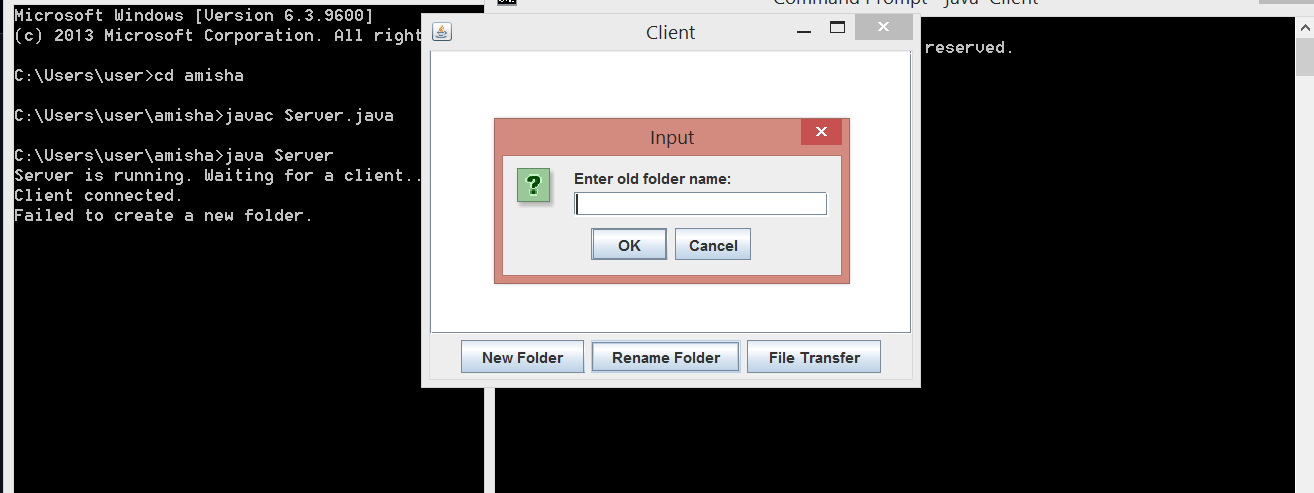 Microsoft Windows [Version 6.3.9600]
(c) 2013 Microsoft Corporation. All right
C:\Users\user>cd amisha
C:\Users\user\amisha>javac Server.java
C:\Users\user\amisha>java Server
Server is running. Waiting for a client..
Client connected.
Failed to create a new folder.
Command Prompt - java Client
reserved.
Client
Input
?
Enter old folder name:
OK
Cancel
New Folder
Rename Folder
File Transfer